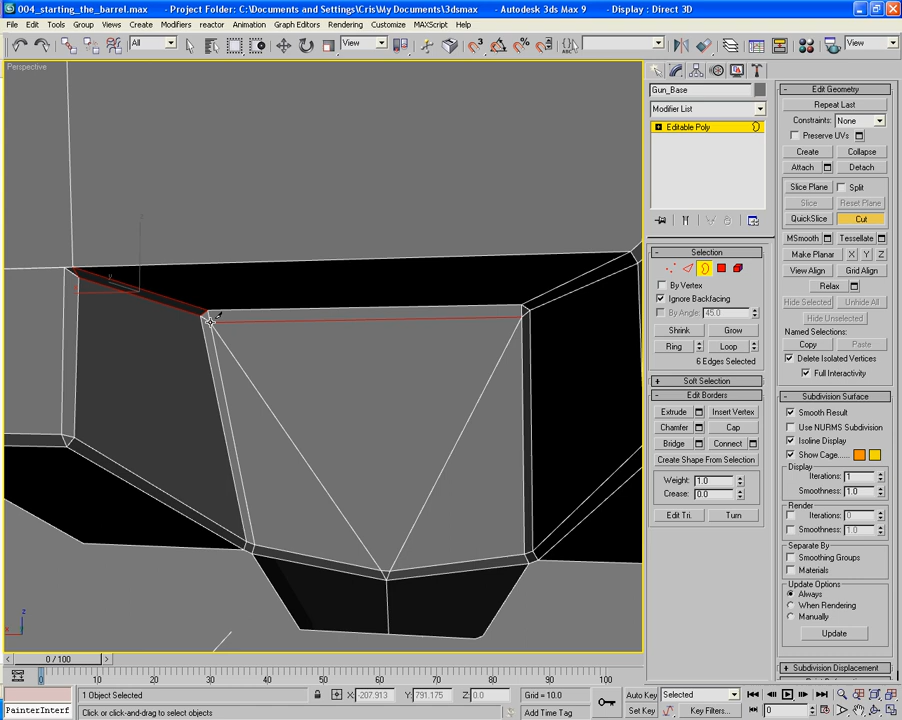 004_starting_the_barrel.max - Project Folder: C:\Documents and Settings\Cris\My Documents\3dsmax - Autodesk 3ds Max 9 - Display : Direct 3D
File Edit Tools Group Views Create Modifiers reactor Animation Graph Editors Rendering Customize MAXScript Help
All View View
Perspective
Gun_Base
Modifier List
Editable Poly
Selection
By Vertex
Ignore Backfacing
By Angle: 45.0
Shrink Grow
Ring Loop
6 Edges Selected
+ Soft Selection
- Edit Borders
Extrude Insert Vertex
Chamfer Cap
Bridge Connect
Create Shape From Selection
Weight: 1.0
Crease: 0.0
Edit Tri. Turn
- Edit Geometry
Repeat Last
Constraints: None
Preserve UVs
Create Collapse
Attach Detach
Slice Plane Split
Slice Reset Plane
QuickSlice Cut
MSmooth Tessellate
Make Planar X Y Z
View Align Grid Align
Relax
Hide Selected Unhide All
Hide Unselected
Named Selections:
Copy Paste
Delete Isolated Vertices
Full Interactivity
- Subdivision Surface
Smooth Result
Use NURMS Subdivision
Isoline Display
Show Cage......
Display
Iterations: 1
Smoothness: 1.0
Render
Iterations: 0
Smoothness: 1.0
Separate By
Smoothing Groups
Materials
Update Options
Always
When Rendering
Manually
Update
+ Subdivision Displacement
z
x
0 / 100
0 10 20 30 40 50 60 70 80 90 100
1 Object Selected X: -207.913 Y: 791.175 Z: 0.0 Grid = 10.0 Auto Key Selected
PainterInterf Click or click-and-drag to select objects Add Time Tag Set Key Key Filters... 0